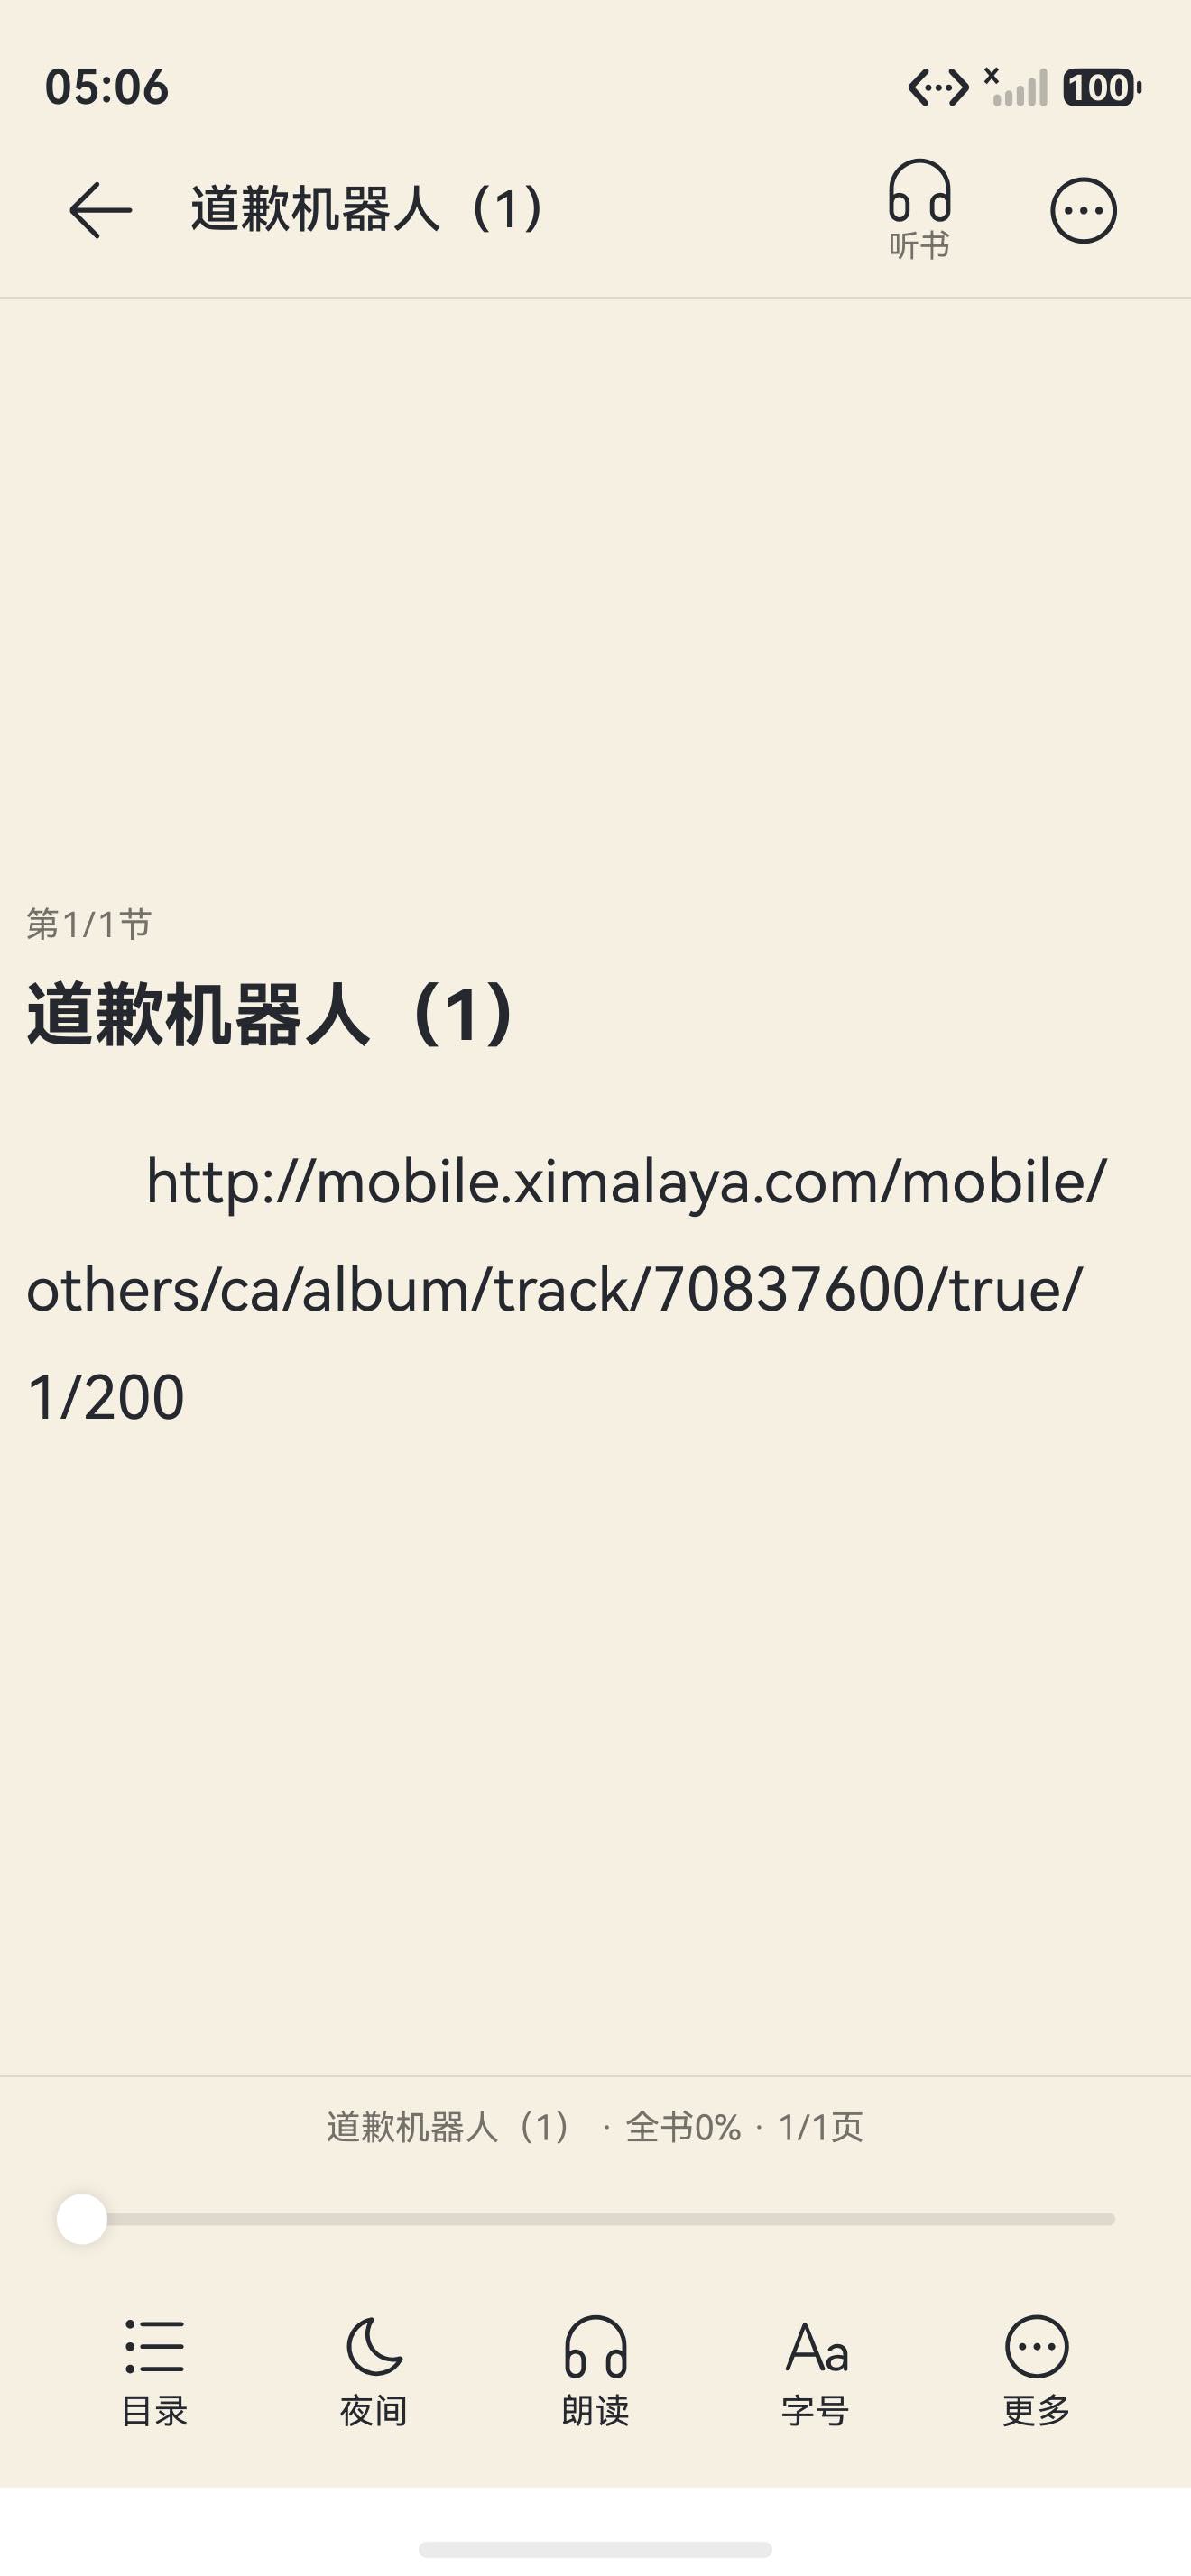 05:06
100
道歉机器人（1）
听书
第1/1节
道歉机器人（1）
http://mobile.ximalaya.com/mobile/
others/ca/album/track/70837600/true/
1/200
道歉机器人（1） · 全书0% · 1/1页
目录
夜间
Aa
朗读
字号
更多